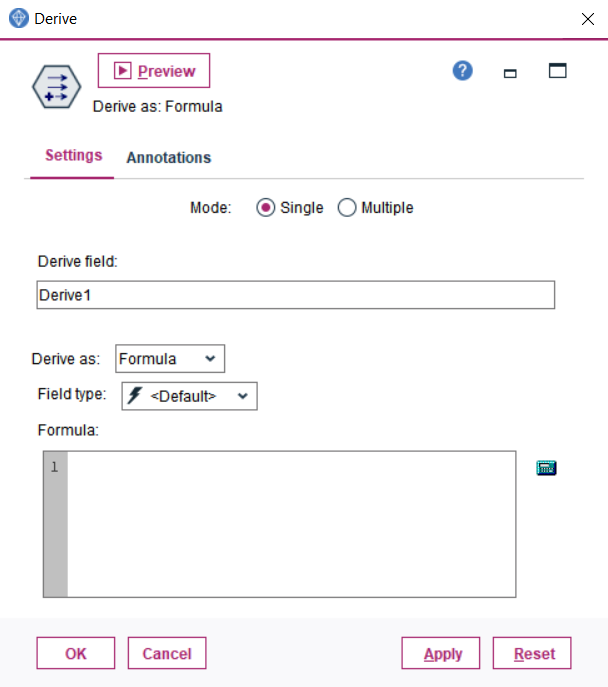 Derive
Preview
Derive as: Formula
Settings Annotations
Mode: Single Multiple
Derive field:
Derive1
Derive as: Formula
Field type: <Default>
Formula:
1
OK Cancel Apply Reset